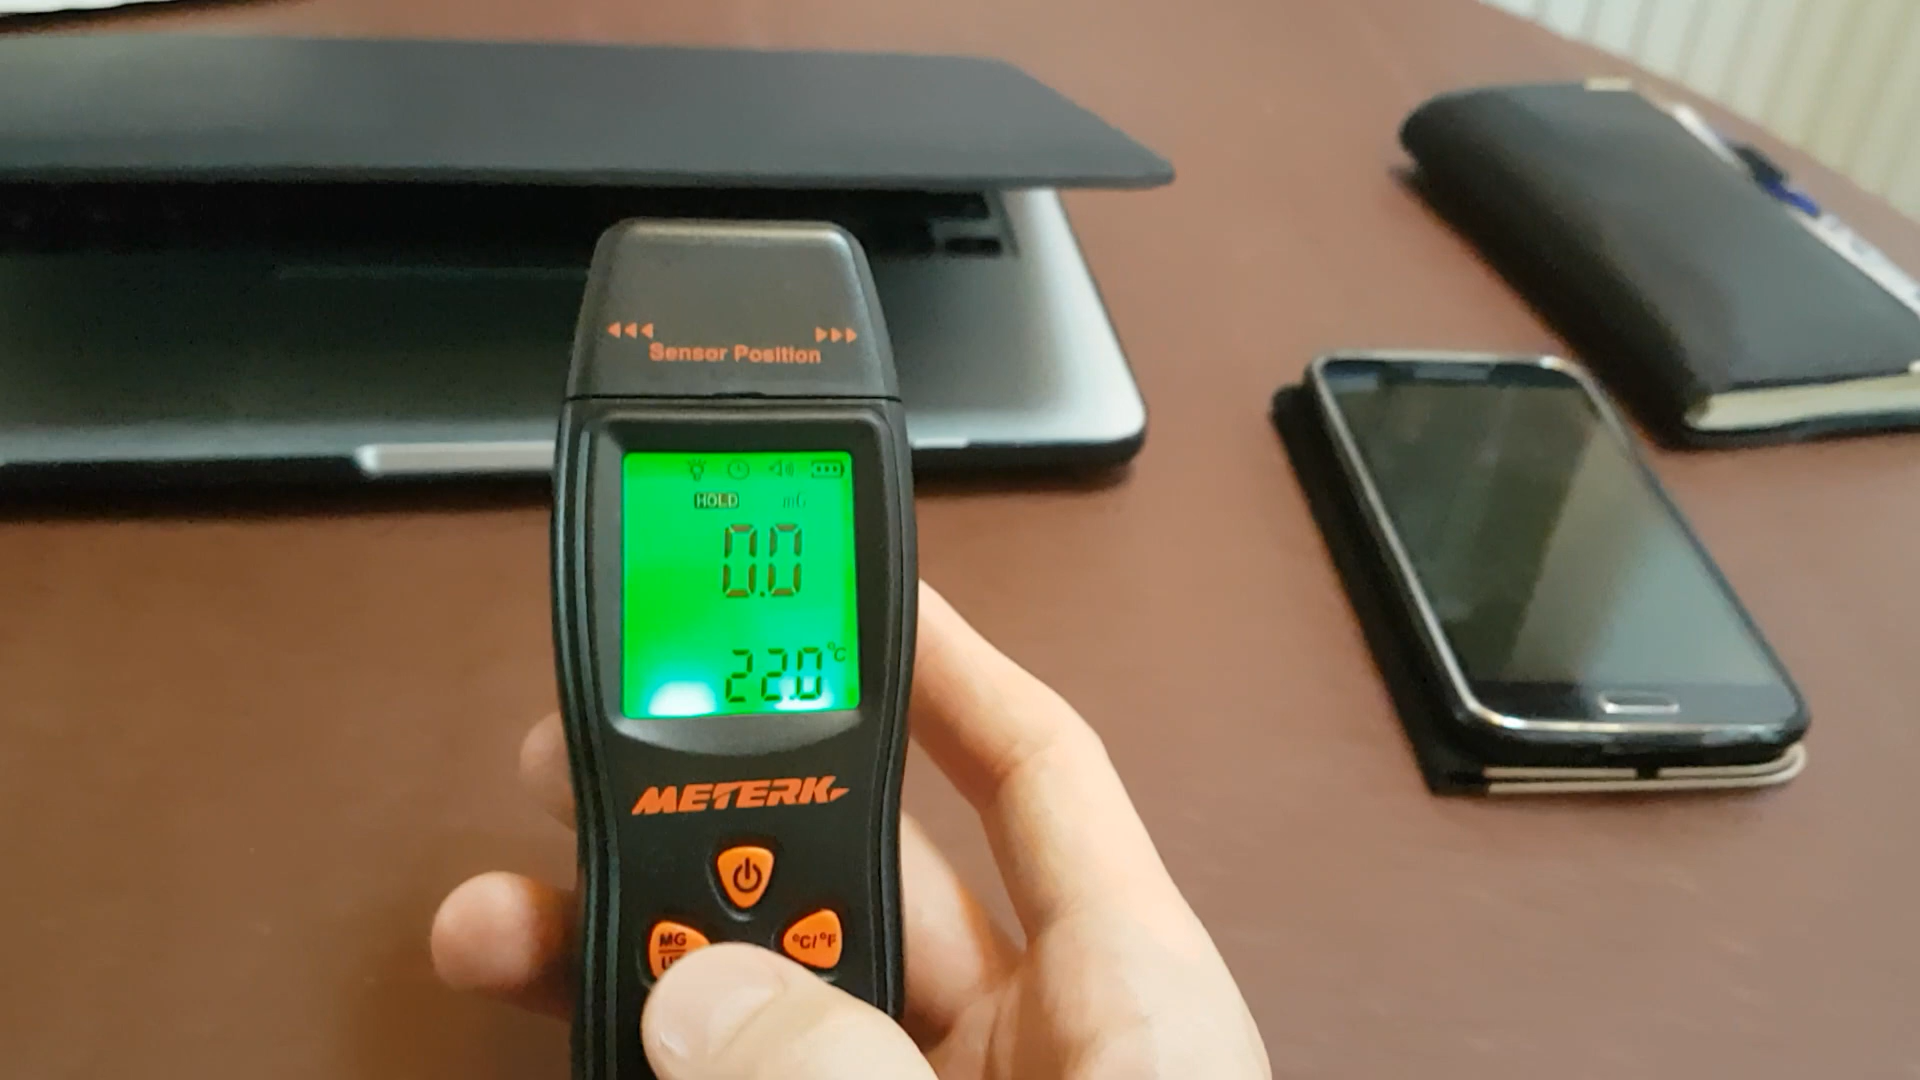 Sensor Position
HOLD mG
0.0
22.0 °C
METERK
MG
°C/°F